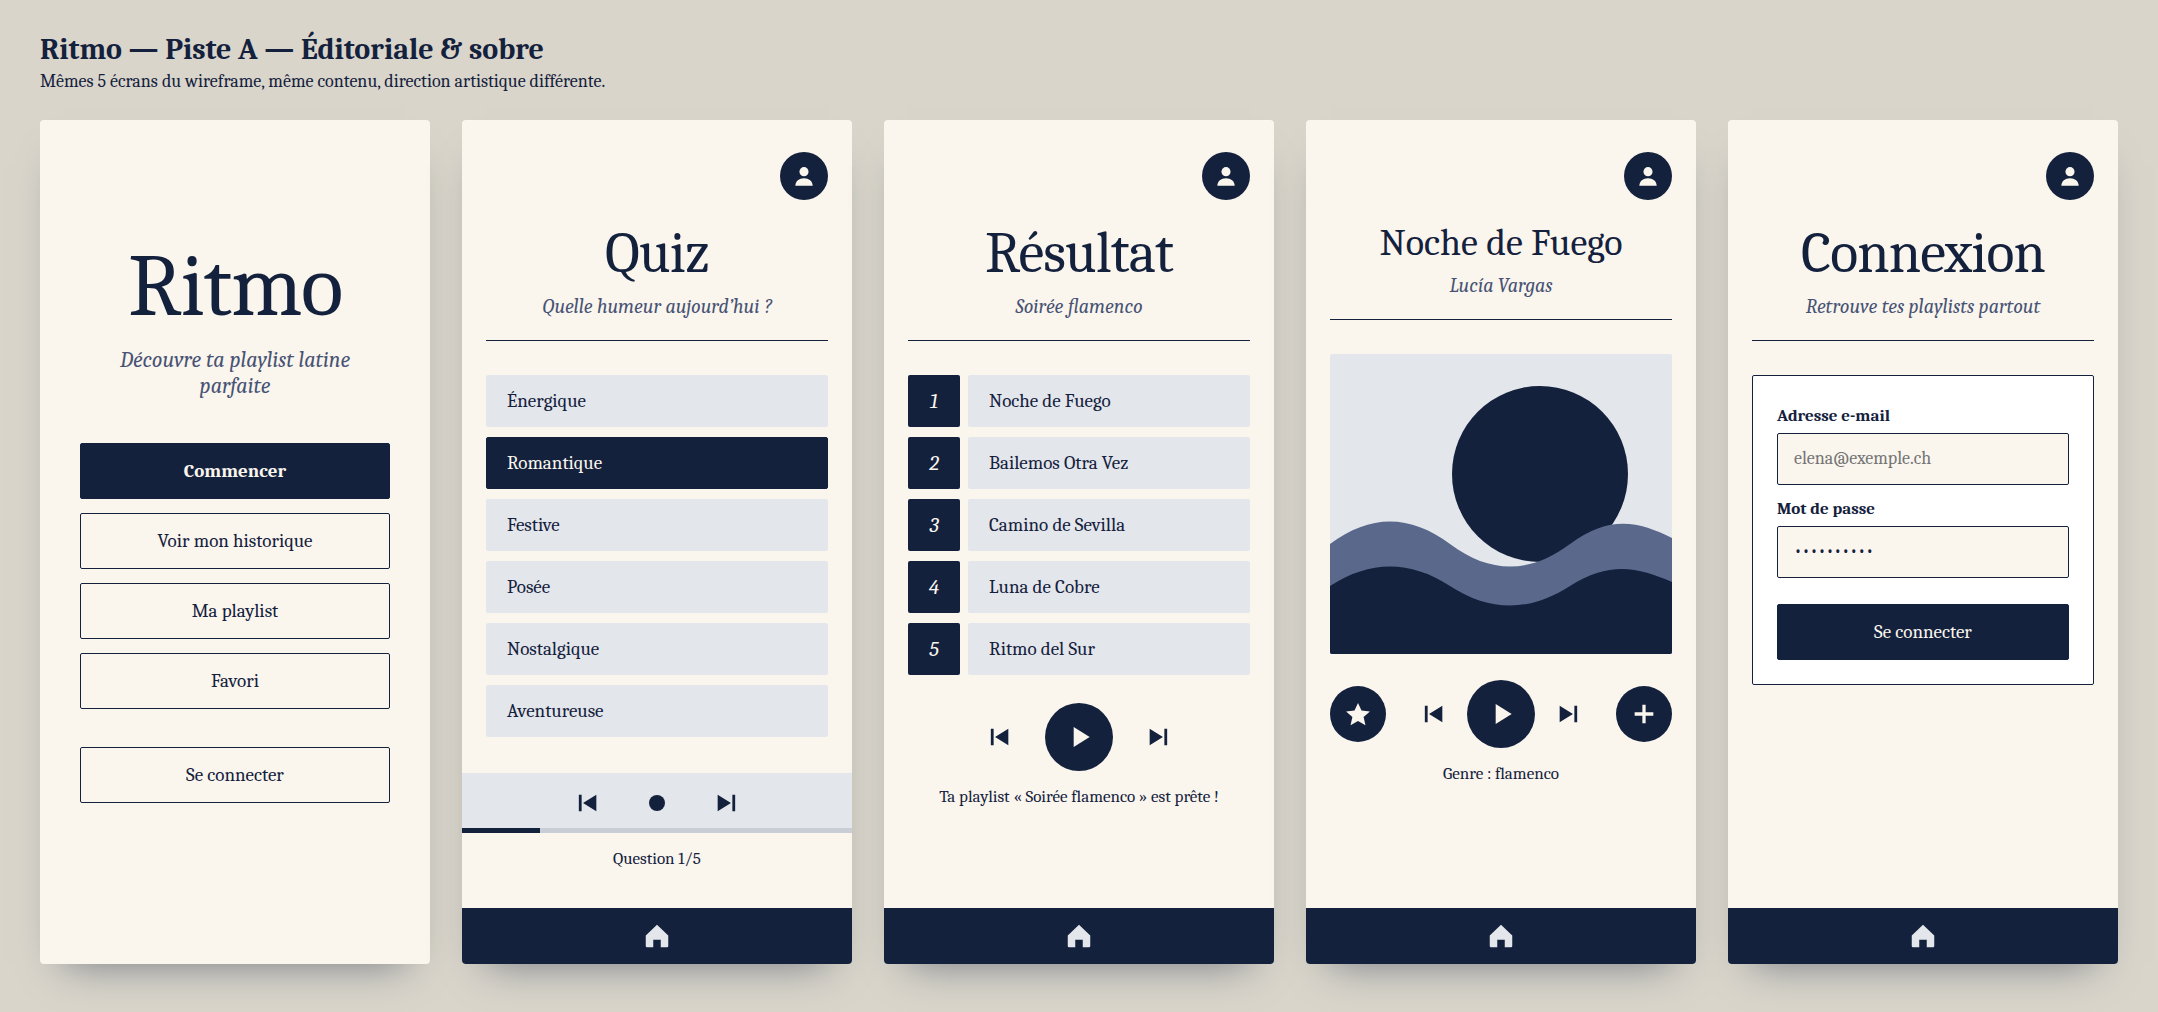 Ritmo — Piste A — Éditoriale & sobre
Mêmes 5 écrans du wireframe, même contenu, direction artistique différente.
Ritmo
Découvre ta playlist latine
parfaite
Commencer
Voir mon historique
Ma playlist
Favori
Se connecter
Quiz
Quelle humeur aujourd’hui ?
Énergique
Romantique
Festive
Posée
Nostalgique
Aventureuse
Question 1/5
Résultat
Soirée flamenco
1 Noche de Fuego
2 Bailemos Otra Vez
3 Camino de Sevilla
4 Luna de Cobre
5 Ritmo del Sur
Ta playlist « Soirée flamenco » est prête !
Noche de Fuego
Lucía Vargas
Genre : flamenco
Connexion
Retrouve tes playlists partout
Adresse e-mail
elena@exemple.ch
Mot de passe
••••••••••
Se connecter